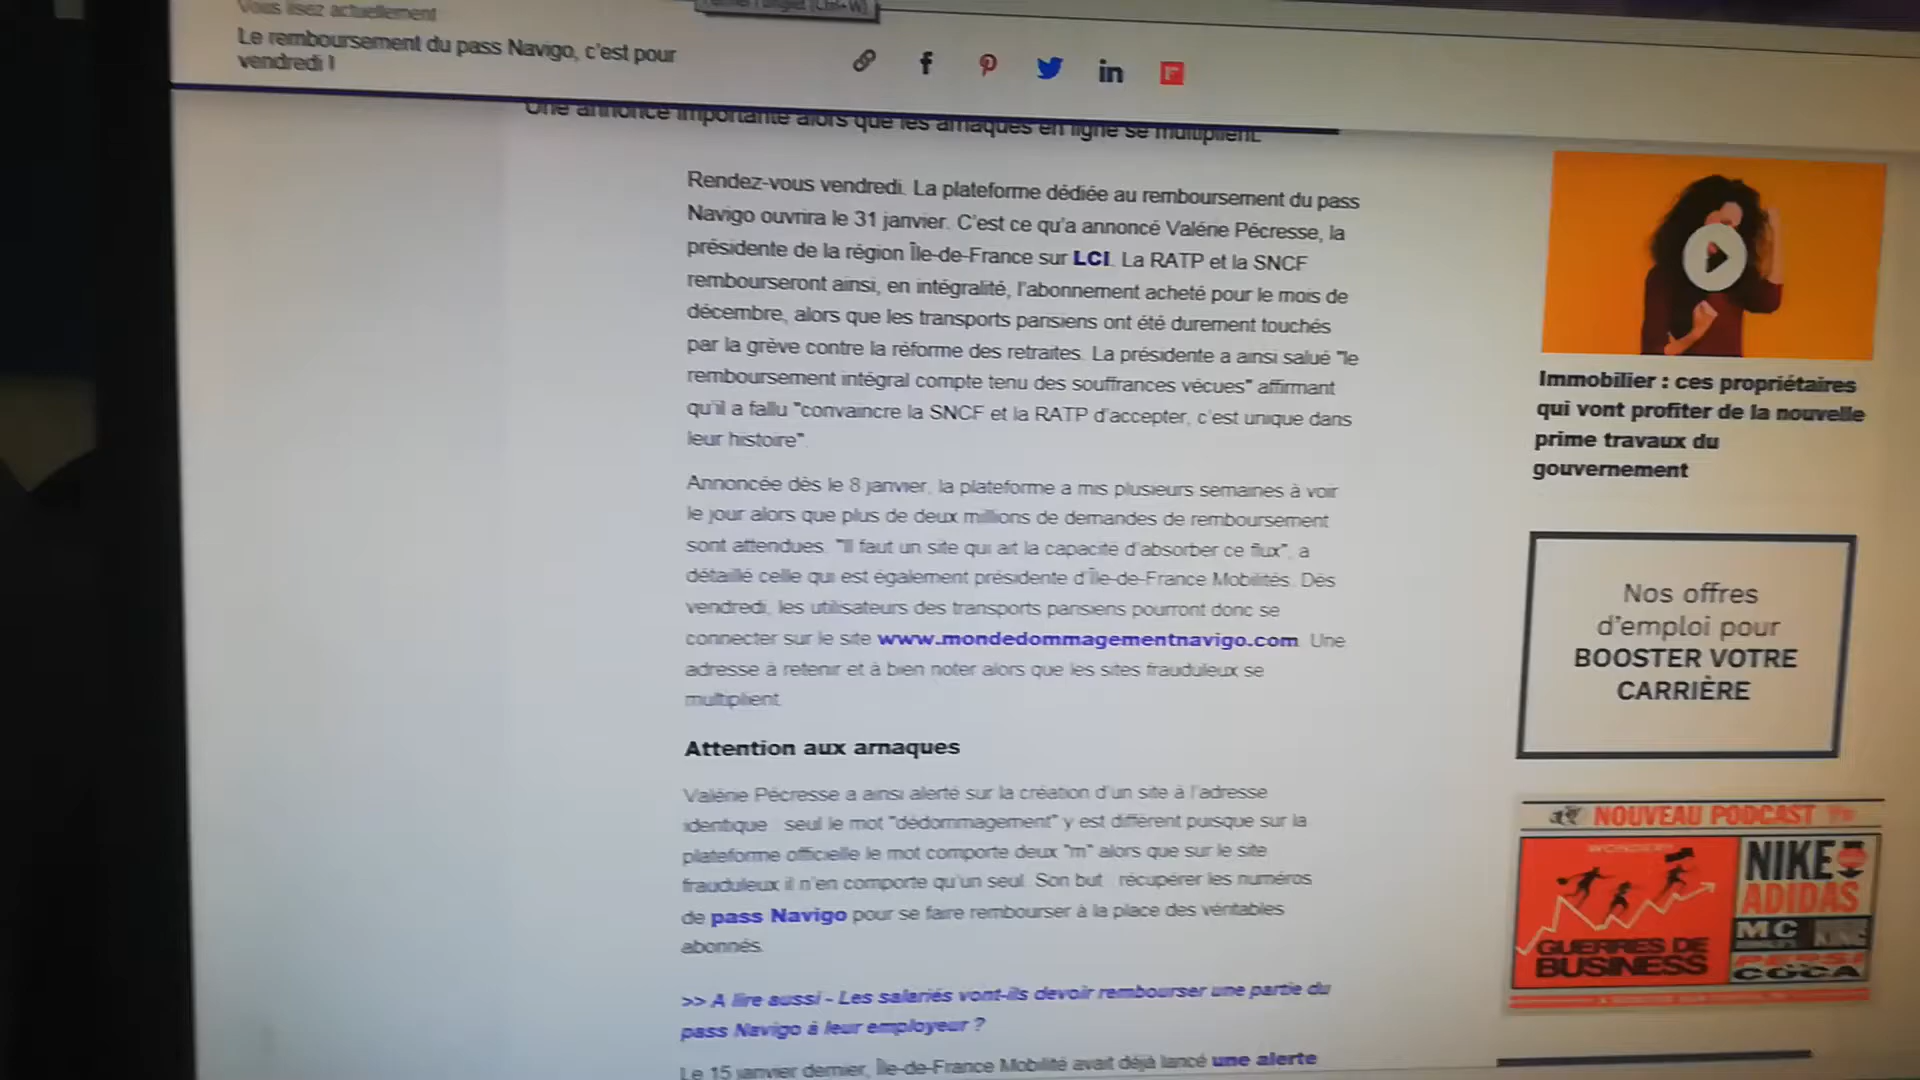 Vous lisez actuellement
Le remboursement du pass Navigo, c'est pour
vendredi !
Une annonce importante alors que les arnaques en ligne se multiplient.
Rendez-vous vendredi. La plateforme dédiée au remboursement du pass
Navigo ouvrira le 31 janvier. C'est ce qu'a annoncé Valérie Pécresse, la
présidente de la région Île-de-France sur LCI. La RATP et la SNCF
rembourseront ainsi, en intégralité, l'abonnement acheté pour le mois de
décembre, alors que les transports parisiens ont été durement touchés
par la grève contre la réforme des retraites. La présidente a ainsi salué "le
remboursement intégral compte tenu des souffrances vécues" affirmant
qu'il a fallu "convaincre la SNCF et la RATP d'accepter, c'est unique dans
leur histoire".
Annoncée dès le 8 janvier, la plateforme a mis plusieurs semaines à voir
le jour alors que plus de deux millions de demandes de remboursement
sont attendues. "Il faut un site qui ait la capacité d'absorber ce flux", a
détaillé celle qui est également présidente d'Île-de-France Mobilités. Dès
vendredi, les utilisateurs des transports parisiens pourront donc se
connecter sur le site www.mondedommagementnavigo.com. Une
adresse à retenir et à bien noter alors que les sites frauduleux se
multiplient.
Attention aux arnaques
Valérie Pécresse a ainsi alerté sur la création d'un site à l'adresse
identique : seul le mot "dédommagement" y est différent puisque sur la
plateforme officielle le mot comporte deux "m" alors que sur le site
frauduleux il n'en comporte qu'un seul. Son but : récupérer les numéros
de pass Navigo pour se faire rembourser à la place des véritables
abonnés.
>> A lire aussi - Les salariés vont-ils devoir rembourser une partie du
pass Navigo à leur employeur ?
Le 15 janvier dernier, Île-de-France Mobilité avait déjà lancé une alerte
Immobilier : ces propriétaires
qui vont profiter de la nouvelle
prime travaux du
gouvernement
Nos offres
d'emploi pour
BOOSTER VOTRE
CARRIÈRE
NOUVEAU PODCAST
GUERRES DE
BUSINESS
NIKE
ADIDAS
MC
KING
PEPSI
COCA